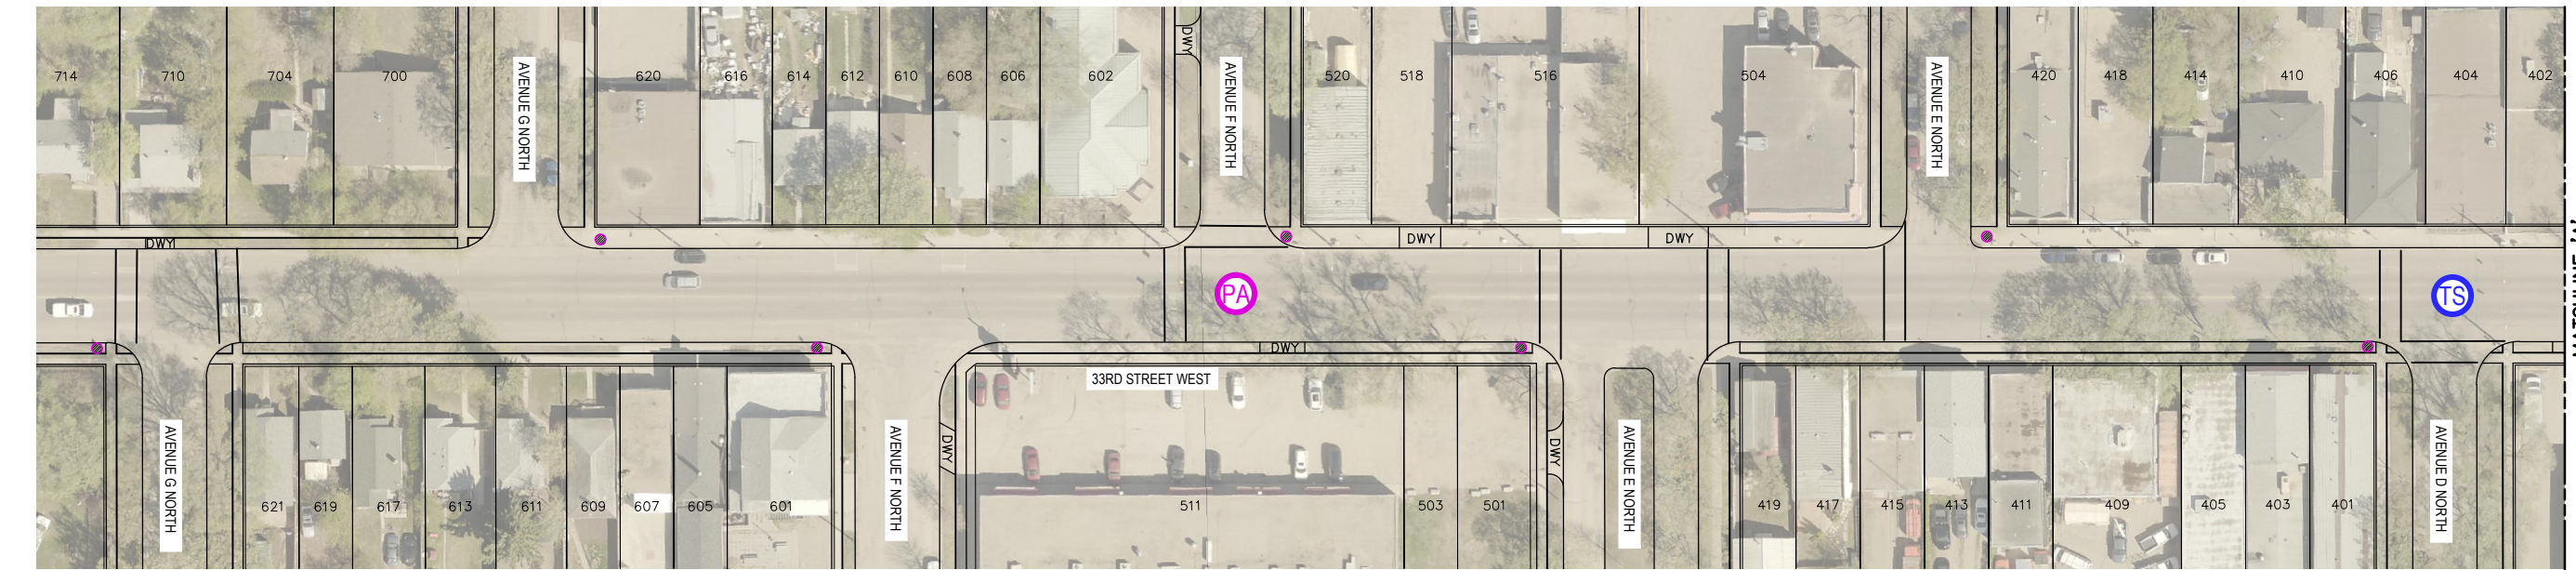 714
710
704
700
AVENUE G NORTH
620
616
614
612
610
608
606
602
DWY
AVENUE F NORTH
520
518
516
504
AVENUE E NORTH
420
418
414
410
406
404
402
DWY
DWY
DWY
PA
TS
DWY
33RD STREET WEST
AVENUE G NORTH
621
619
617
613
611
609
607
605
601
AVENUE F NORTH
DWY
511
503
501
DWY
AVENUE E NORTH
419
417
415
413
411
409
405
403
401
AVENUE D NORTH